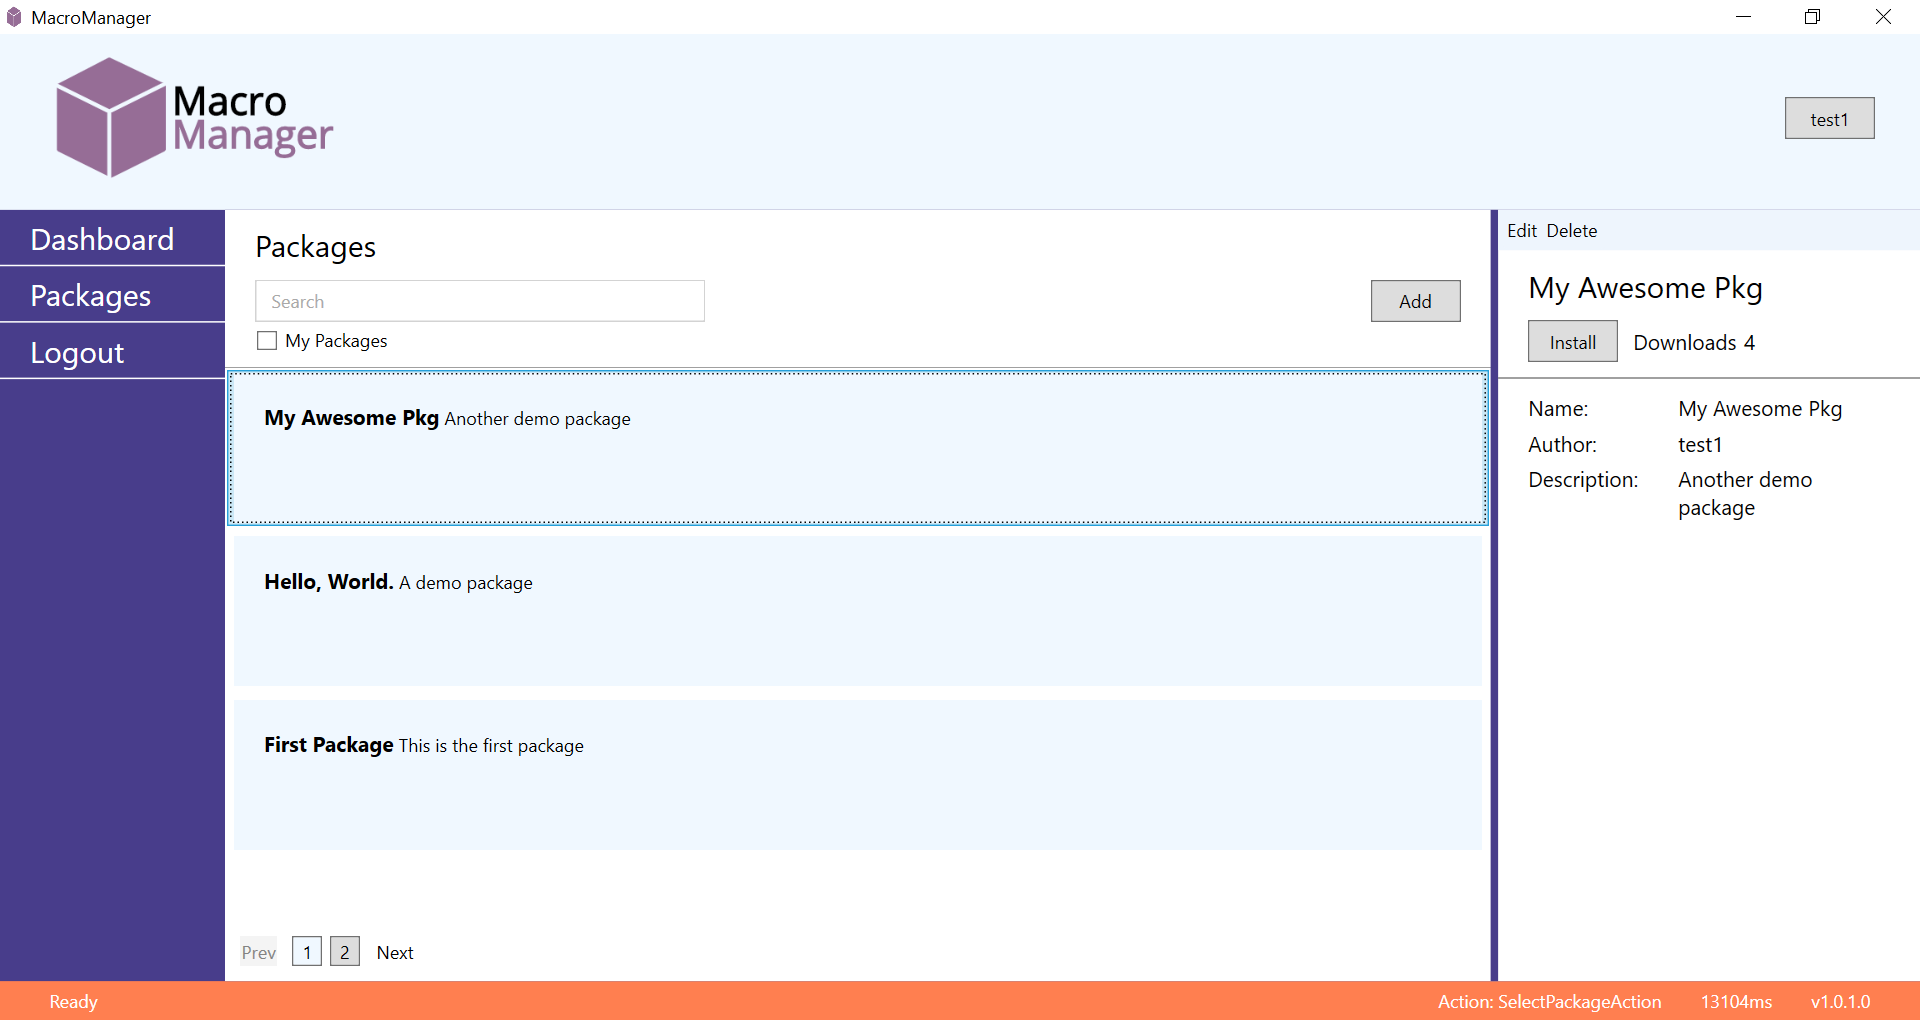 MacroManager
Macro
Manager
test1
Dashboard
Packages
Logout
Packages
Search
Add
My Packages
My Awesome Pkg Another demo package
Hello, World. A demo package
First Package This is the first package
Prev 1 2 Next
Edit Delete
My Awesome Pkg
Install Downloads 4
Name: My Awesome Pkg
Author: test1
Description: Another demo
package
Ready Action: SelectPackageAction 13104ms v1.0.1.0